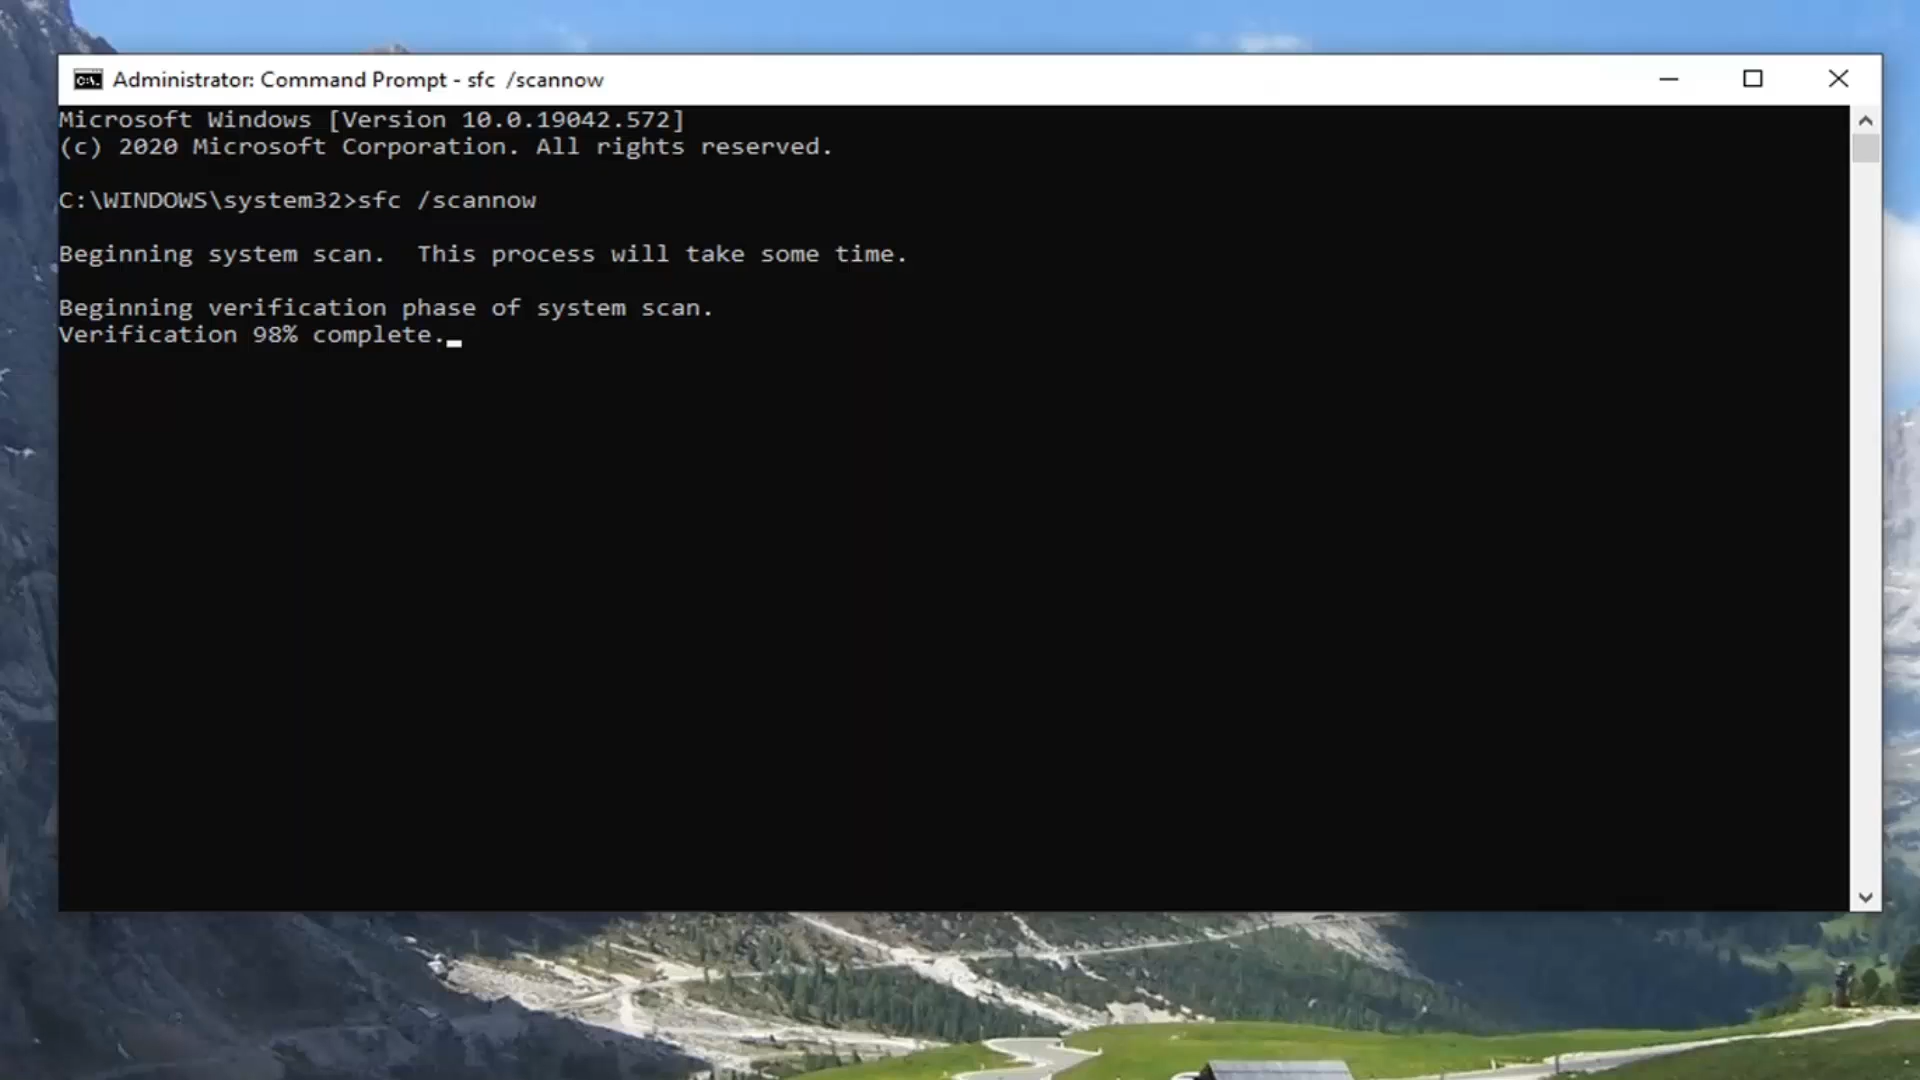 Administrator: Command Prompt - sfc  /scannow
Microsoft Windows [Version 10.0.19042.572]
(c) 2020 Microsoft Corporation. All rights reserved.
C:\WINDOWS\system32>sfc /scannow
Beginning system scan.  This process will take some time.
Beginning verification phase of system scan.
Verification 98% complete.